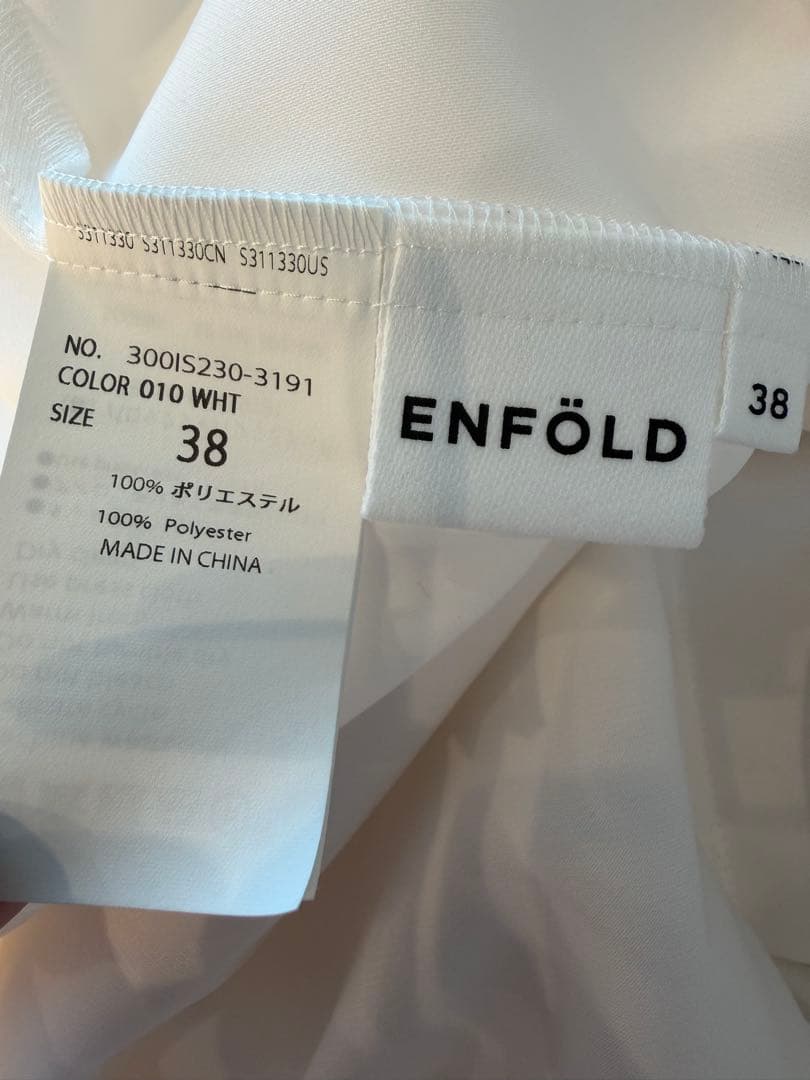 S311330 S311330CN S311330US
NO. 300IS230-3191
COLOR 010 WHT
SIZE 38
100% ポリエステル
100% Polyester
MADE IN CHINA
ENFÖLD
38